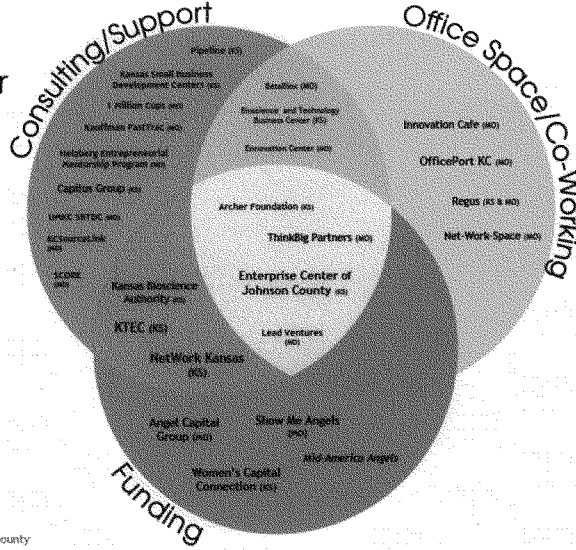 Consulting/Support
Office Space/Co-Working
Pipeline (KS)
Kansas Small Business
Development Centers (KS)
1 Million Cups (MO)
Kauffman FastTrac (MO)
Helzberg Entrepreneurial
Mentorship Program (MO)
Capitus Group (KS)
UMKC SBTDC (MO)
KCSourceLink
(MO)
SCORE
(MO)
Kansas Bioscience
Authority (KS)
KTEC (KS)
NetWork Kansas
(KS)
BetaBlox (MO)
Bioscience and Technology
Business Center (KS)
Ennovation Center (MO)
Innovation Cafe (MO)
OfficePort KC (MO)
Regus (KS & MO)
Net-Work-Space (MO)
Archer Foundation (KS)
ThinkBig Partners (MO)
Enterprise Center of
Johnson County (KS)
Lead Ventures
(MO)
Angel Capital
Group (MO)
Show Me Angels
(MO)
Mid-America Angels
Women's Capital
Connection (KS)
Funding
ounty